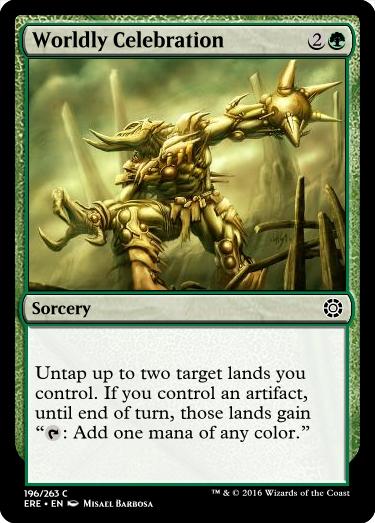 Worldly Celebration 2
Sorcery
Untap up to two target lands you
control. If you control an artifact,
until end of turn, those lands gain
“: Add one mana of any color.”
196/263 C
ERE • EN Misael Barbosa
™ & © 2016 Wizards of the Coast